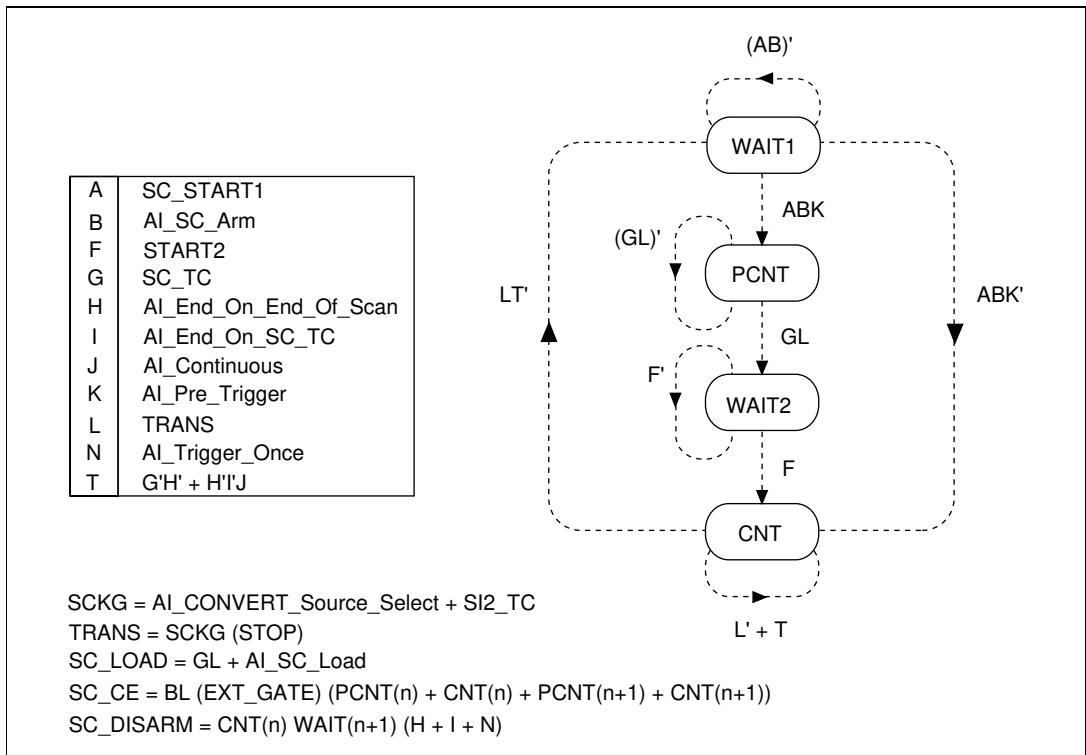 (AB)'
WAIT1
A SC_START1
B AI_SC_Arm
F START2
G SC_TC
H AI_End_On_End_Of_Scan
I AI_End_On_SC_TC
J AI_Continuous
K AI_Pre_Trigger
L TRANS
N AI_Trigger_Once
T G'H' + H'I'J
ABK
(GL)'
PCNT
LT'
ABK'
GL
F'
WAIT2
F
CNT
L' + T
SCKG = AI_CONVERT_Source_Select + SI2_TC
TRANS = SCKG (STOP)
SC_LOAD = GL + AI_SC_Load
SC_CE = BL (EXT_GATE) (PCNT(n) + CNT(n) + PCNT(n+1) + CNT(n+1))
SC_DISARM = CNT(n) WAIT(n+1) (H + I + N)